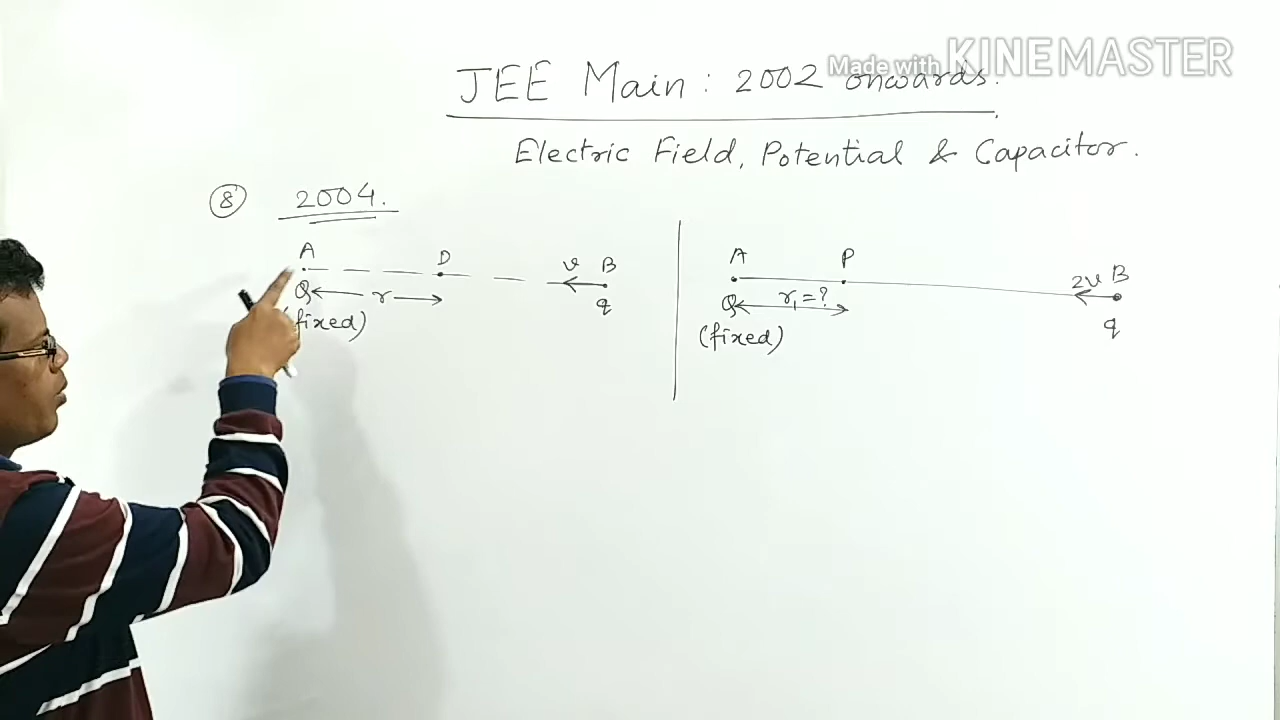 Made with KINEMASTER
JEE Main: 2002 onwards.
Electric Field, Potential & Capacitor.
8 2004.
A D v B
Q r q
(fixed)
A P 2v B
Q r₁ = ? q
(fixed)